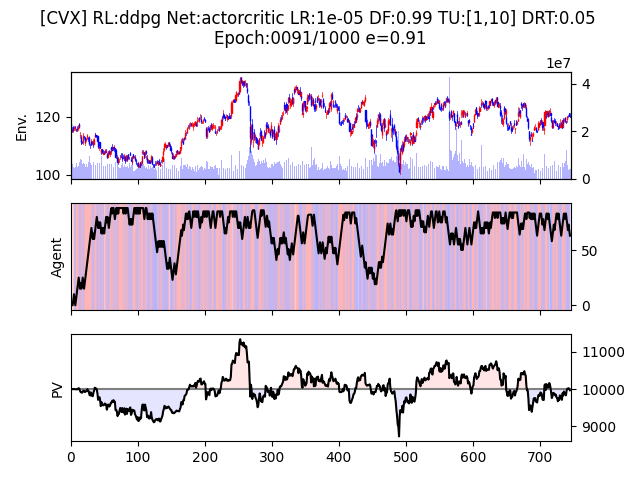 [CVX] RL:ddpg Net:actorcritic LR:1e-05 DF:0.99 TU:[1,10] DRT:0.05
Epoch:0091/1000 e=0.91
1e7
Env.
120
100
4
2
0
Agent
50
0
PV
11000
10000
9000
0 100 200 300 400 500 600 700